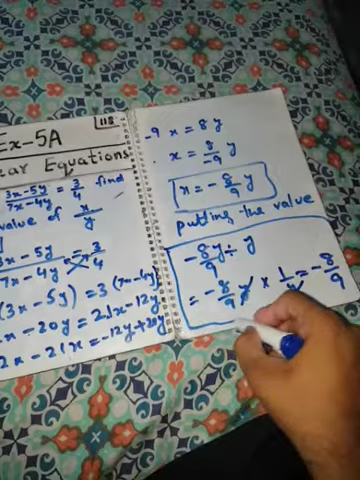 118
Ex-5A
ar Equations
3x-5y/7x-4y = 3/4 find
value of x/y
3x-5y/7x-4y = 3/4
(3x-5y) = 3(7x-4y)
x-20y = 21x-12y
2x-21x = -12y+20y
-9x = 8y
x = 8/-9 y
x = -8/9 y
putting the value
-8/9 y ÷ y
= -8/9 y × 1/y = -8/9